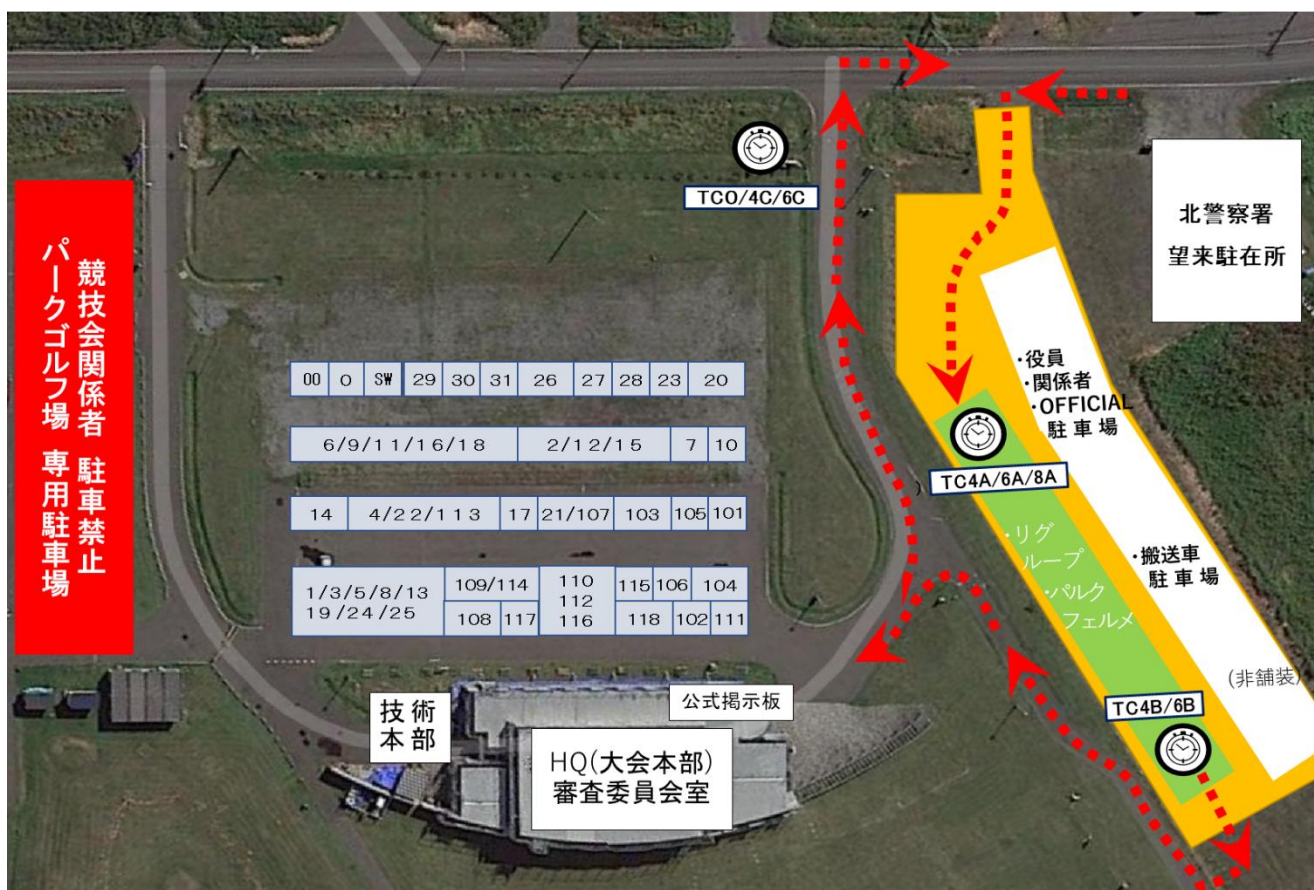 TC0/4C/6C
北警察署
望来駐在所
競技会関係者 駐車禁止
パークゴルフ場 専用駐車場
・役員
・関係者
・OFFICIAL
駐車場
00 0 SW 29 30 31 26 27 28 23 20
6/9/11/16/18 2/12/15 7 10
TC4A/6A/8A
14 4/22/113 17 21/107 103 105 101
・リグ
ループ
・パルク
フェルメ
・搬送車
駐車場
1/3/5/8/13
19/24/25
109/114
108 117
110
112
116
115 106 104
118 102 111
(非舗装)
TC4B/6B
技術
本部
公式掲示板
HQ(大会本部)
審査委員会室